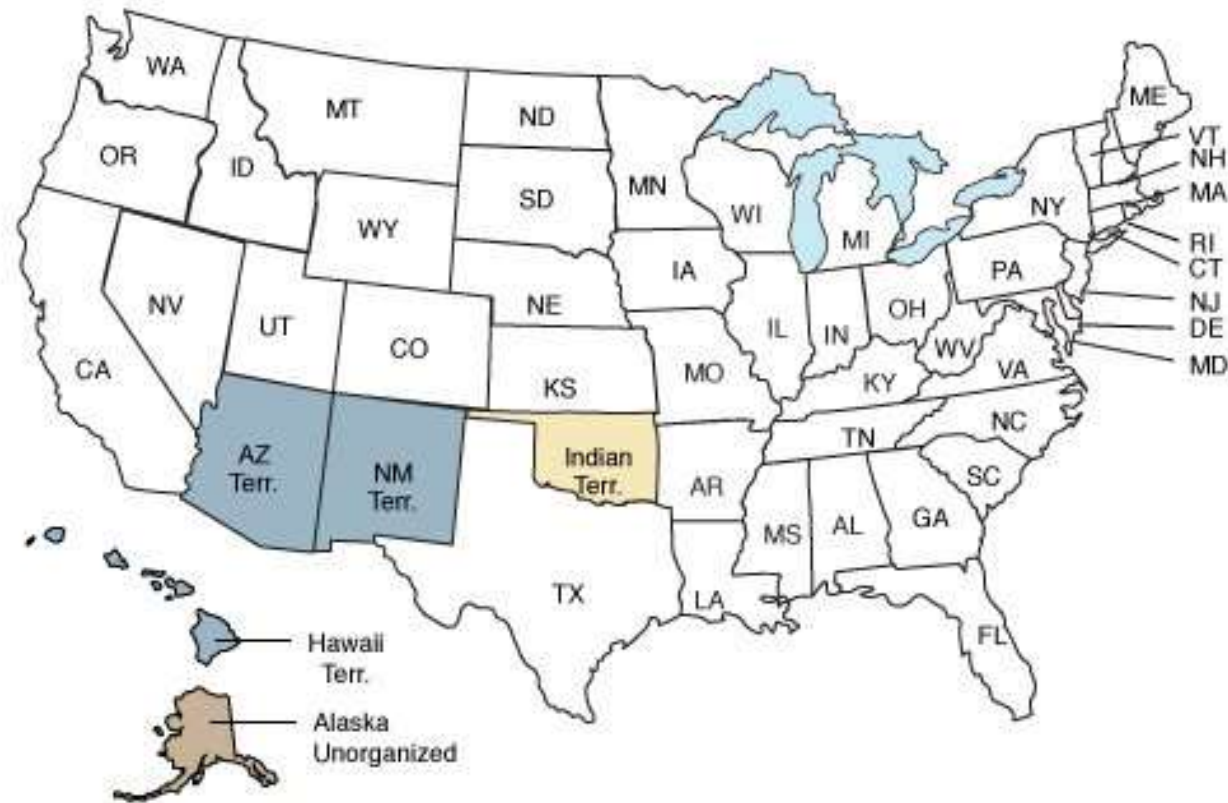 WA
MT
ND
ME
VT
OR
ID
MN
NH
SD
WI
MA
WY
NY
MI
RI
IA
PA
CT
NE
NV
NJ
UT
OH
IL
IN
DE
CO
WV
MD
CA
MO
VA
KS
KY
NC
TN
AZ
Terr.
Indian
Terr.
NM
Terr.
AR
SC
GA
MS
AL
TX
LA
FL
Hawaii
Terr.
Alaska
Unorganized